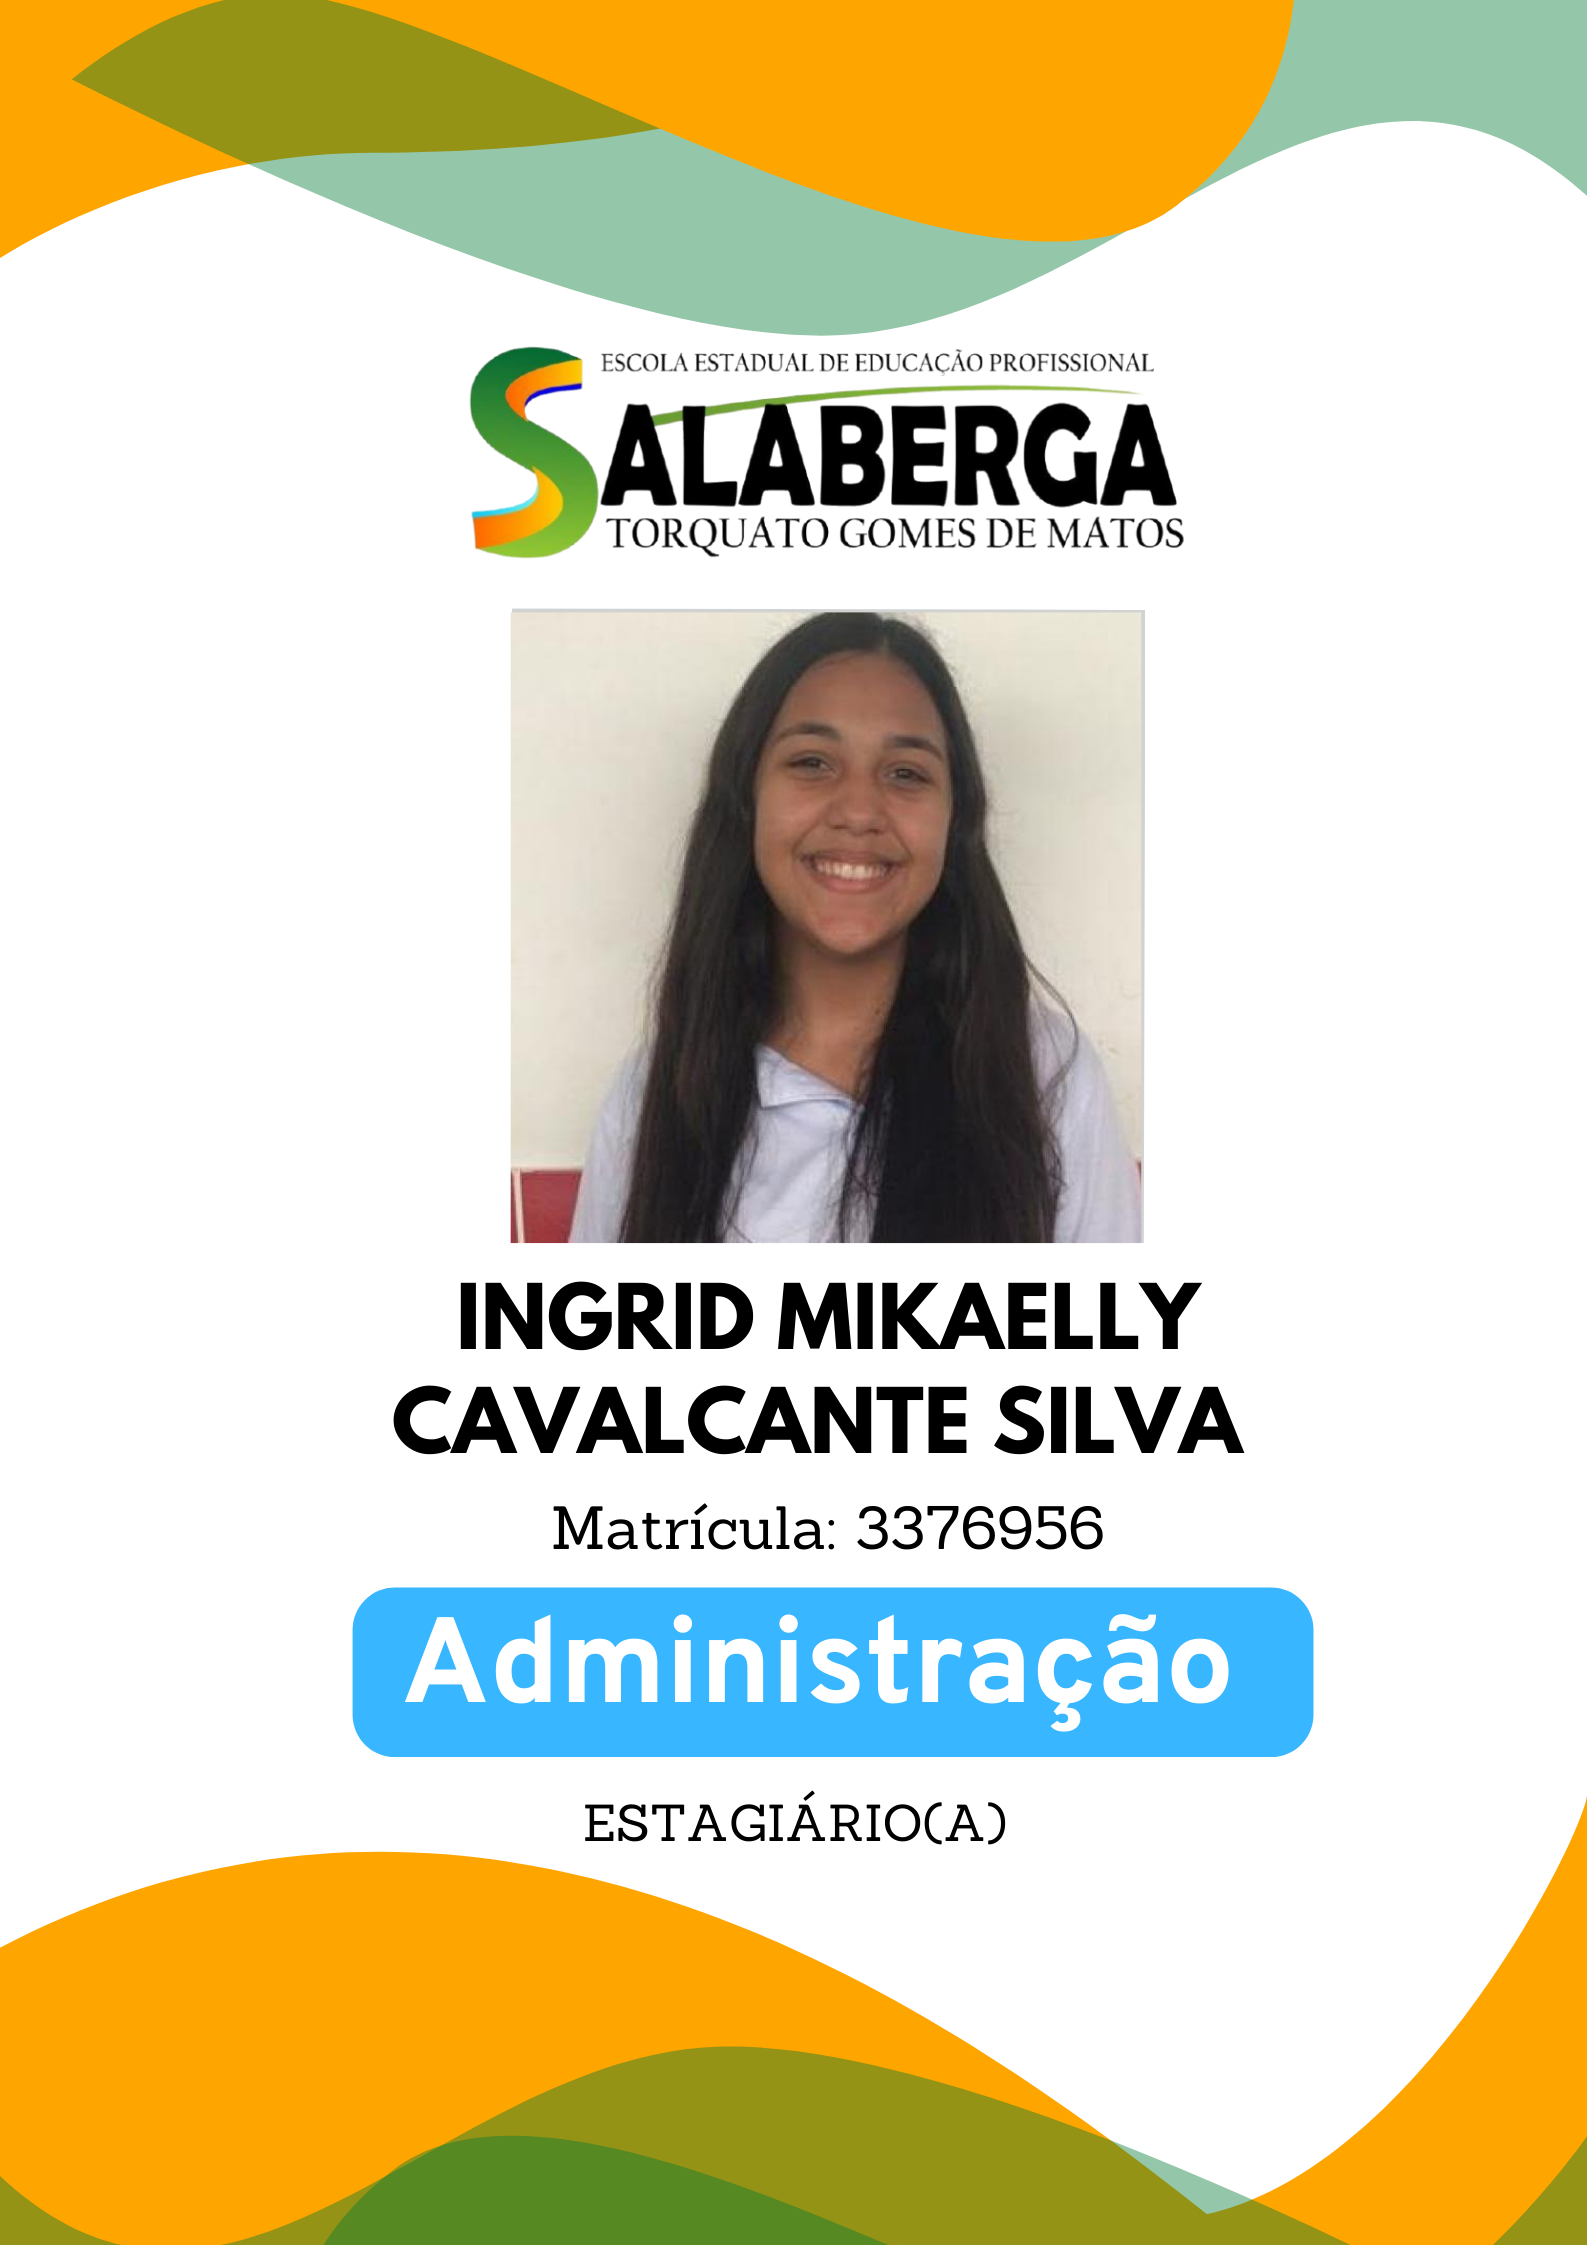 ESCOLA ESTADUAL DE EDUCAÇÃO PROFISSIONAL
SALABERGA
TORQUATO GOMES DE MATOS
INGRID MIKAELLY
CAVALCANTE SILVA
Matrícula: 3376956
Administração
ESTAGIÁRIO(A)